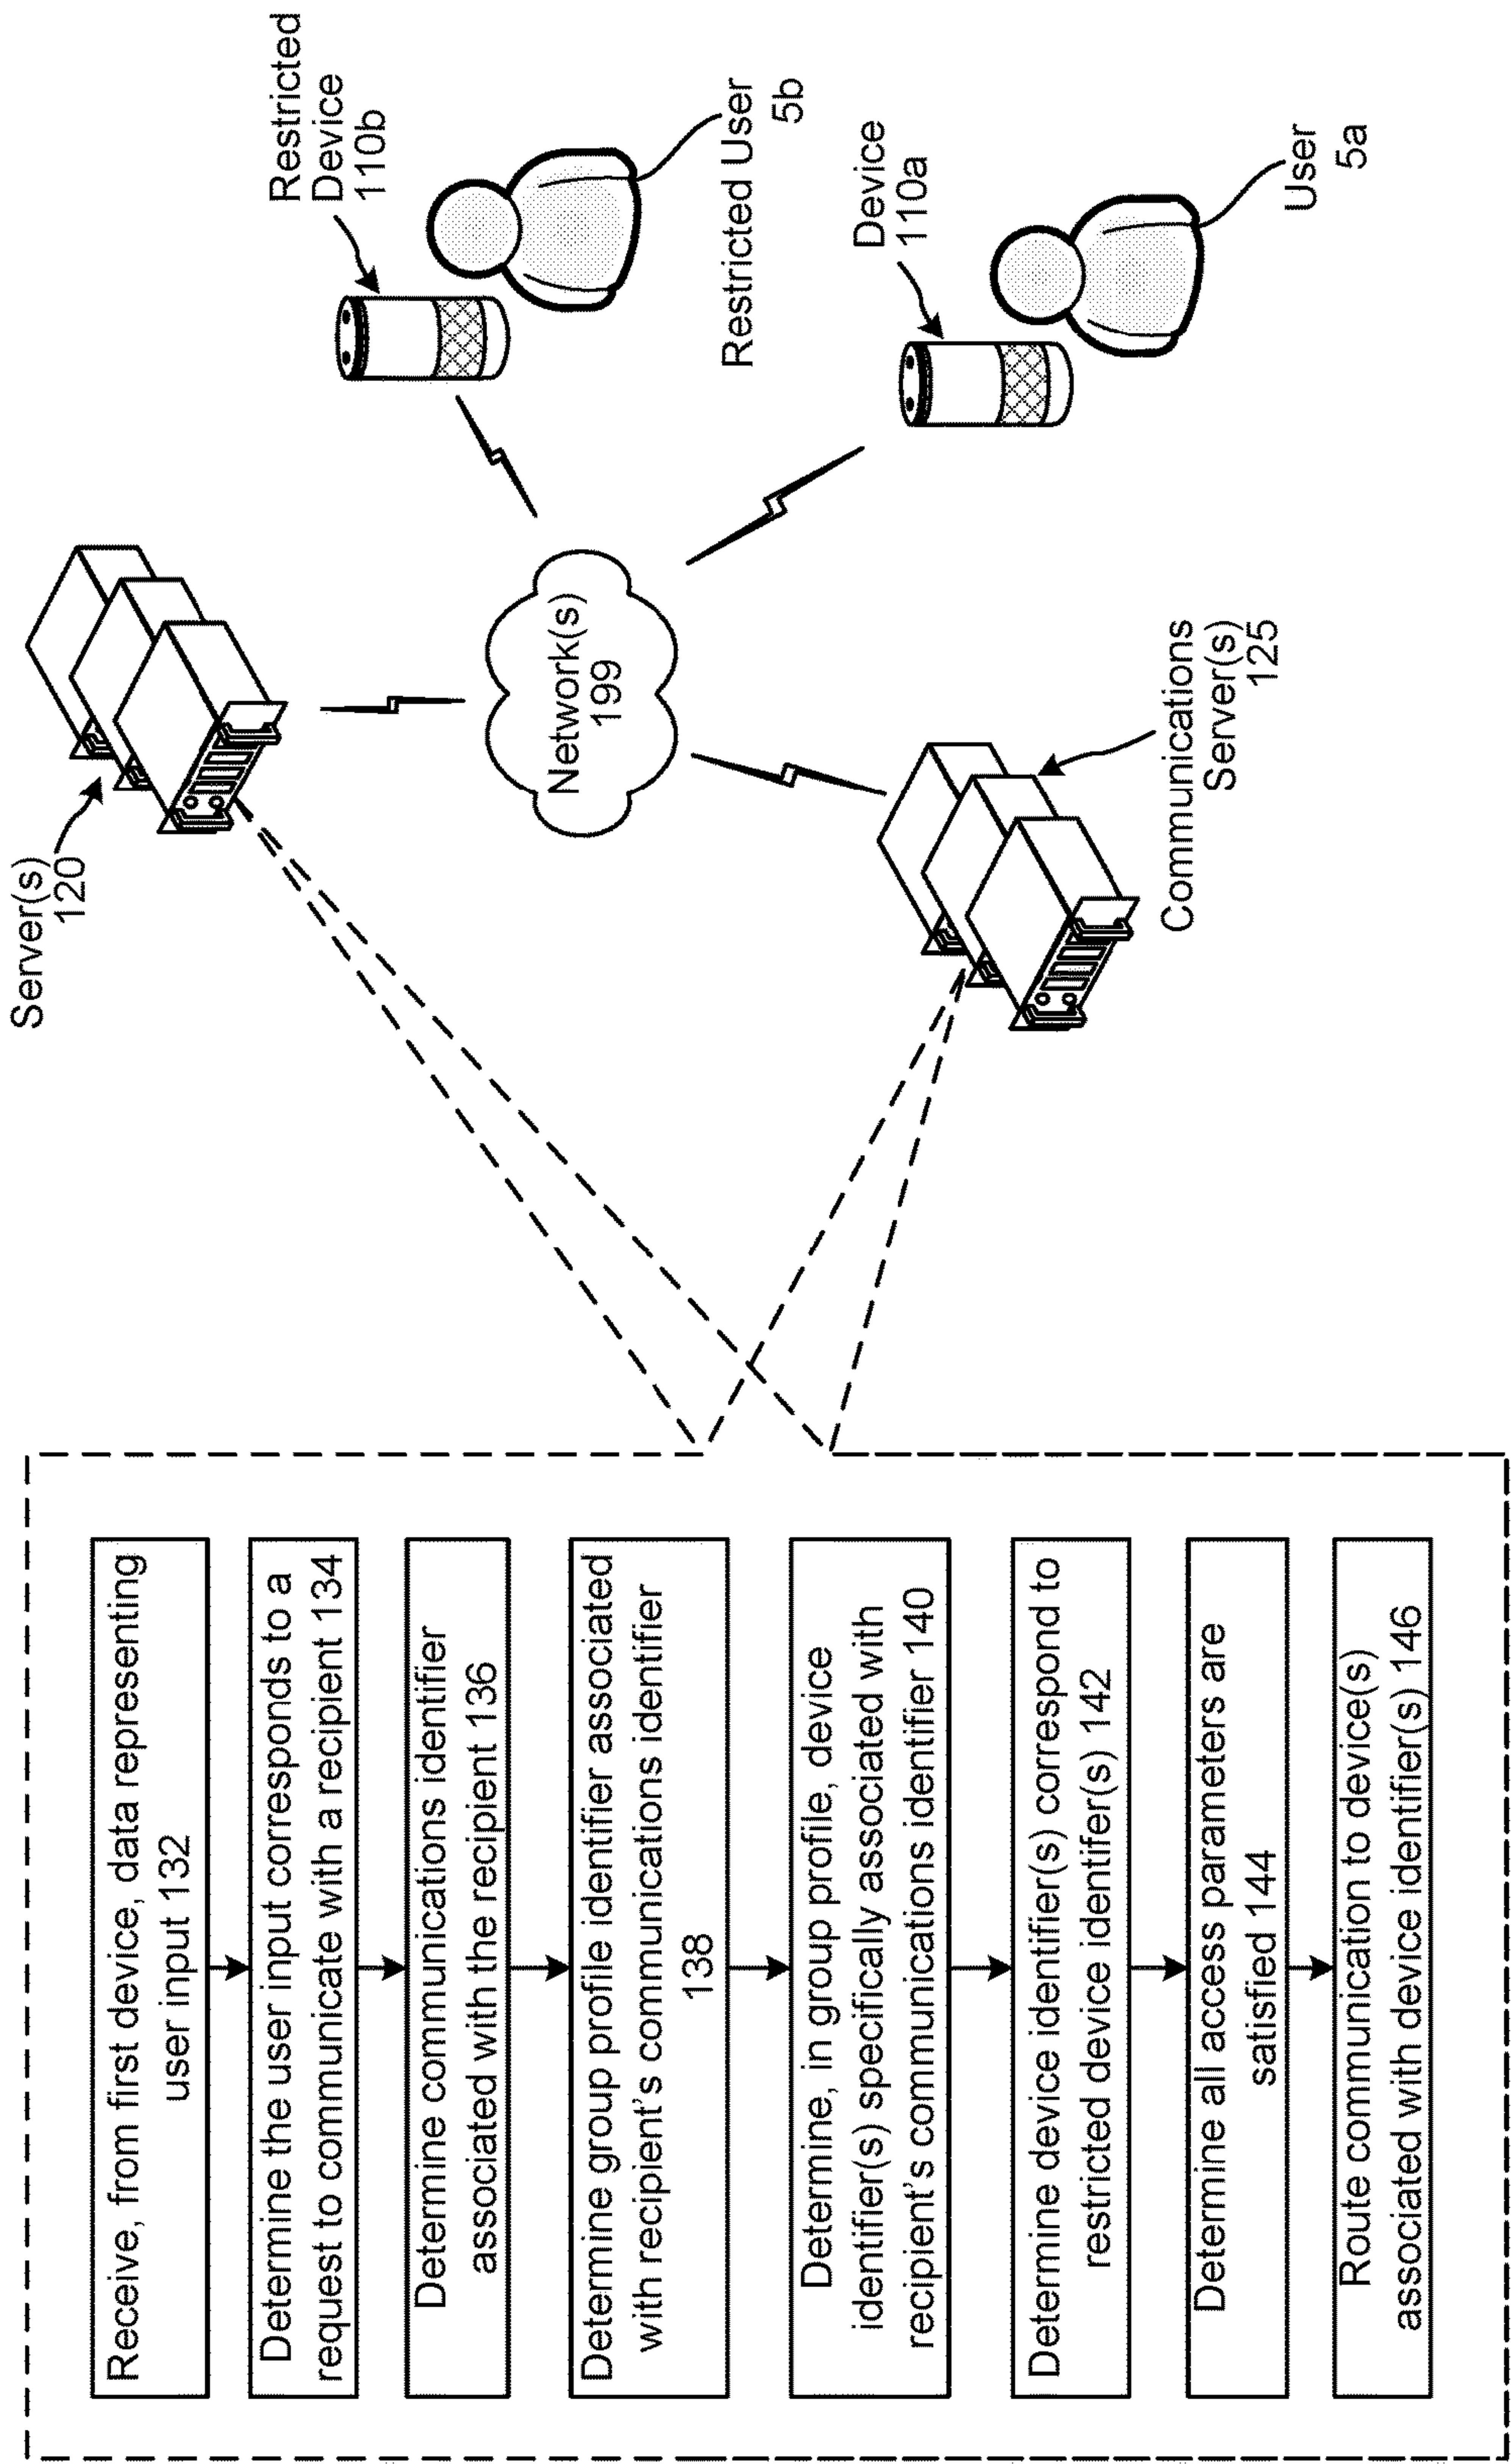 Receive, from first device, data representing
user input 132
Determine the user input corresponds to a
request to communicate with a recipient 134
Determine communications identifier
associated with the recipient 136
Determine group profile identifier associated
with recipient's communications identifier
138
Determine, in group profile, device
identifier(s) specifically associated with
recipient's communications identifier 140
Determine device identifier(s) correspond to
restricted device identifier(s) 142
Determine all access parameters are
satisfied 144
Route communication to devices(s)
associated with device identifier(s) 146
Server(s)
120
Network(s)
199
Communications
Server(s)
125
Restricted
Device
110b
Restricted User
5b
Device
110a
User
5a